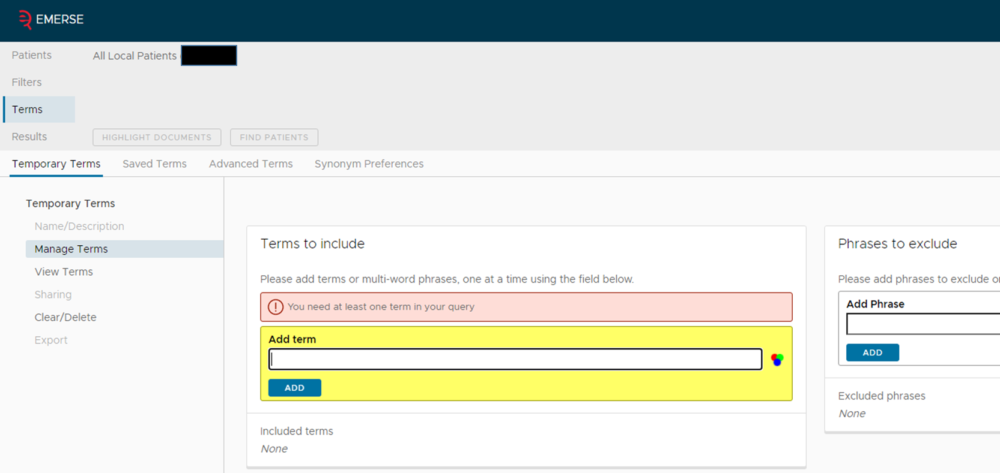 EMERSE
Patients
All Local Patients
Filters
Terms
Results
HIGHLIGHT DOCUMENTS
FIND PATIENTS
Temporary Terms
Saved Terms
Advanced Terms
Synonym Preferences
Temporary Terms
Name/Description
Manage Terms
View Terms
Sharing
Clear/Delete
Export
Terms to include
Please add terms or multi-word phrases, one at a time using the field below.
You need at least one term in your query
Add term
ADD
Included terms
None
Phrases to exclude
Please add phrases to exclude
Add Phrase
ADD
Excluded phrases
None